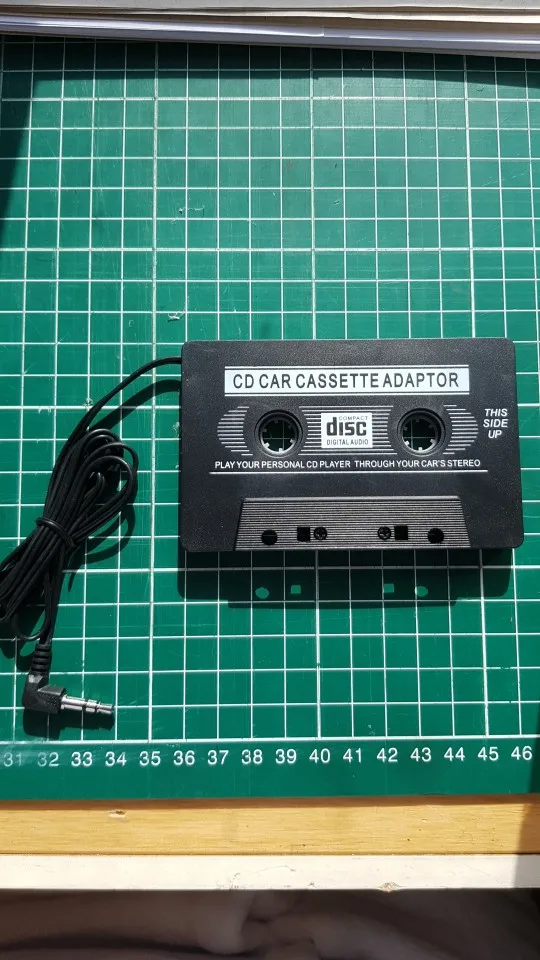 CD CAR CASSETTE ADAPTOR
COMPACT
disc
DIGITAL AUDIO
THIS
SIDE
UP
PLAY YOUR PERSONAL CD PLAYER THROUGH YOUR CAR'S STEREO
31 32 33 34 35 36 37 38 39 40 41 42 43 44 45 46